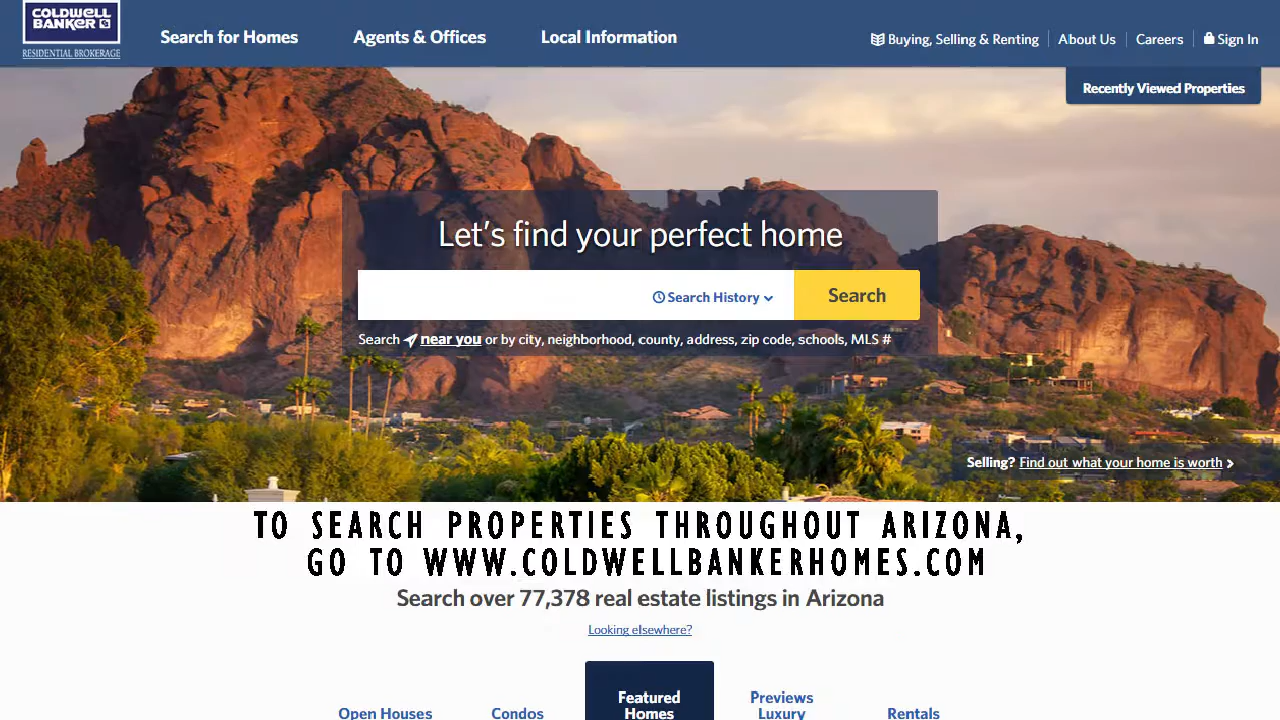 COLDWELL
BANKER
RESIDENTIAL BROKERAGE
Search for Homes
Agents & Offices
Local Information
Buying, Selling & Renting
About Us
Careers
Sign In
Recently Viewed Properties
Let's find your perfect home
Search History
Search
Search near you or by city, neighborhood, county, address, zip code, schools, MLS #
Selling? Find out what your home is worth
TO SEARCH PROPERTIES THROUGHOUT ARIZONA,
GO TO WWW.COLDWELLBANKERHOMES.COM
Search over 77,378 real estate listings in Arizona
Looking elsewhere?
Open Houses
Condos
Featured
Homes
Previews
Luxury
Rentals